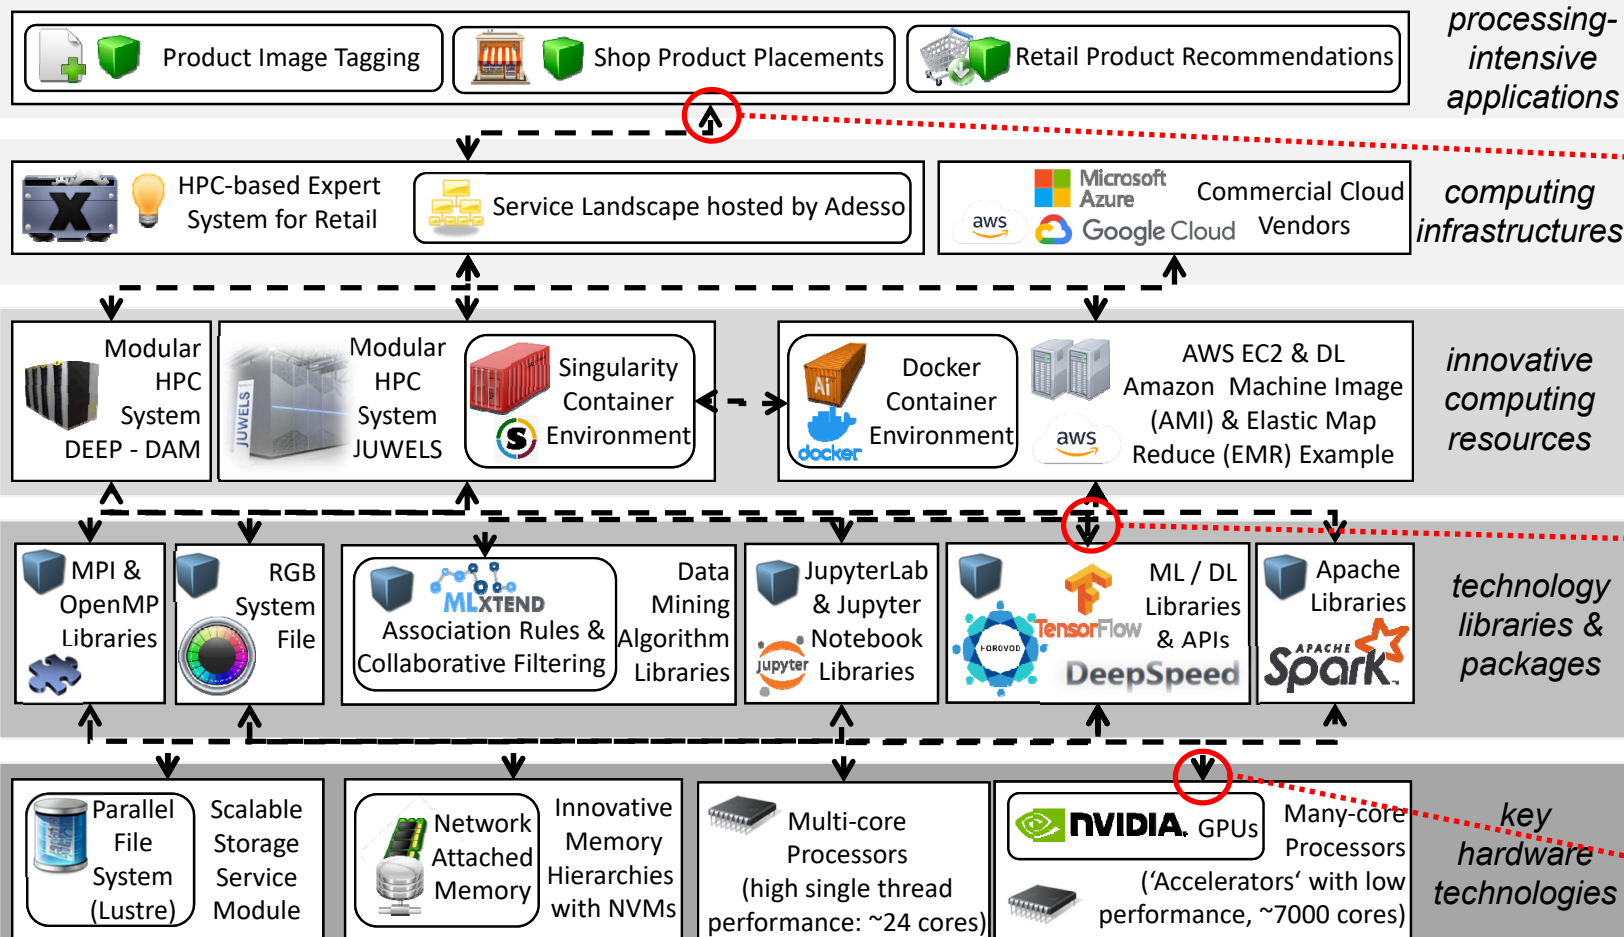 processing-
intensive
applications
Product Image Tagging
Shop Product Placements
Retail Product Recommendations
computing
infrastructures
X
HPC-based Expert
System for Retail
Service Landscape hosted by Adesso
Microsoft
Azure
aws
Google Cloud
Commercial Cloud
Vendors
innovative
computing
resources
Modular
HPC
System
DEEP - DAM
JUWELS
Modular
HPC
System
JUWELS
Singularity
Container
Environment
S
Ai
docker
Docker
Container
Environment
aws
AWS EC2 & DL
Amazon Machine Image
(AMI) & Elastic Map
Reduce (EMR) Example
technology
libraries &
packages
MPI &
OpenMP
Libraries
RGB
System
File
MLXTEND
Association Rules &
Collaborative Filtering
Data
Mining
Algorithm
Libraries
jupyter
JupyterLab
& Jupyter
Notebook
Libraries
HOROVOD
TensorFlow
DeepSpeed
ML / DL
Libraries
& APIs
Apache
Libraries
APACHE
Spark
key
hardware
technologies
Parallel
File
System
(Lustre)
Scalable
Storage
Service
Module
Network
Attached
Memory
Innovative
Memory
Hierarchies
with NVMs
Multi-core
Processors
(high single thread
performance: ~24 cores)
NVIDIA. GPUs
Many-core
Processors
(‘Accelerators‘ with low
performance, ~7000 cores)